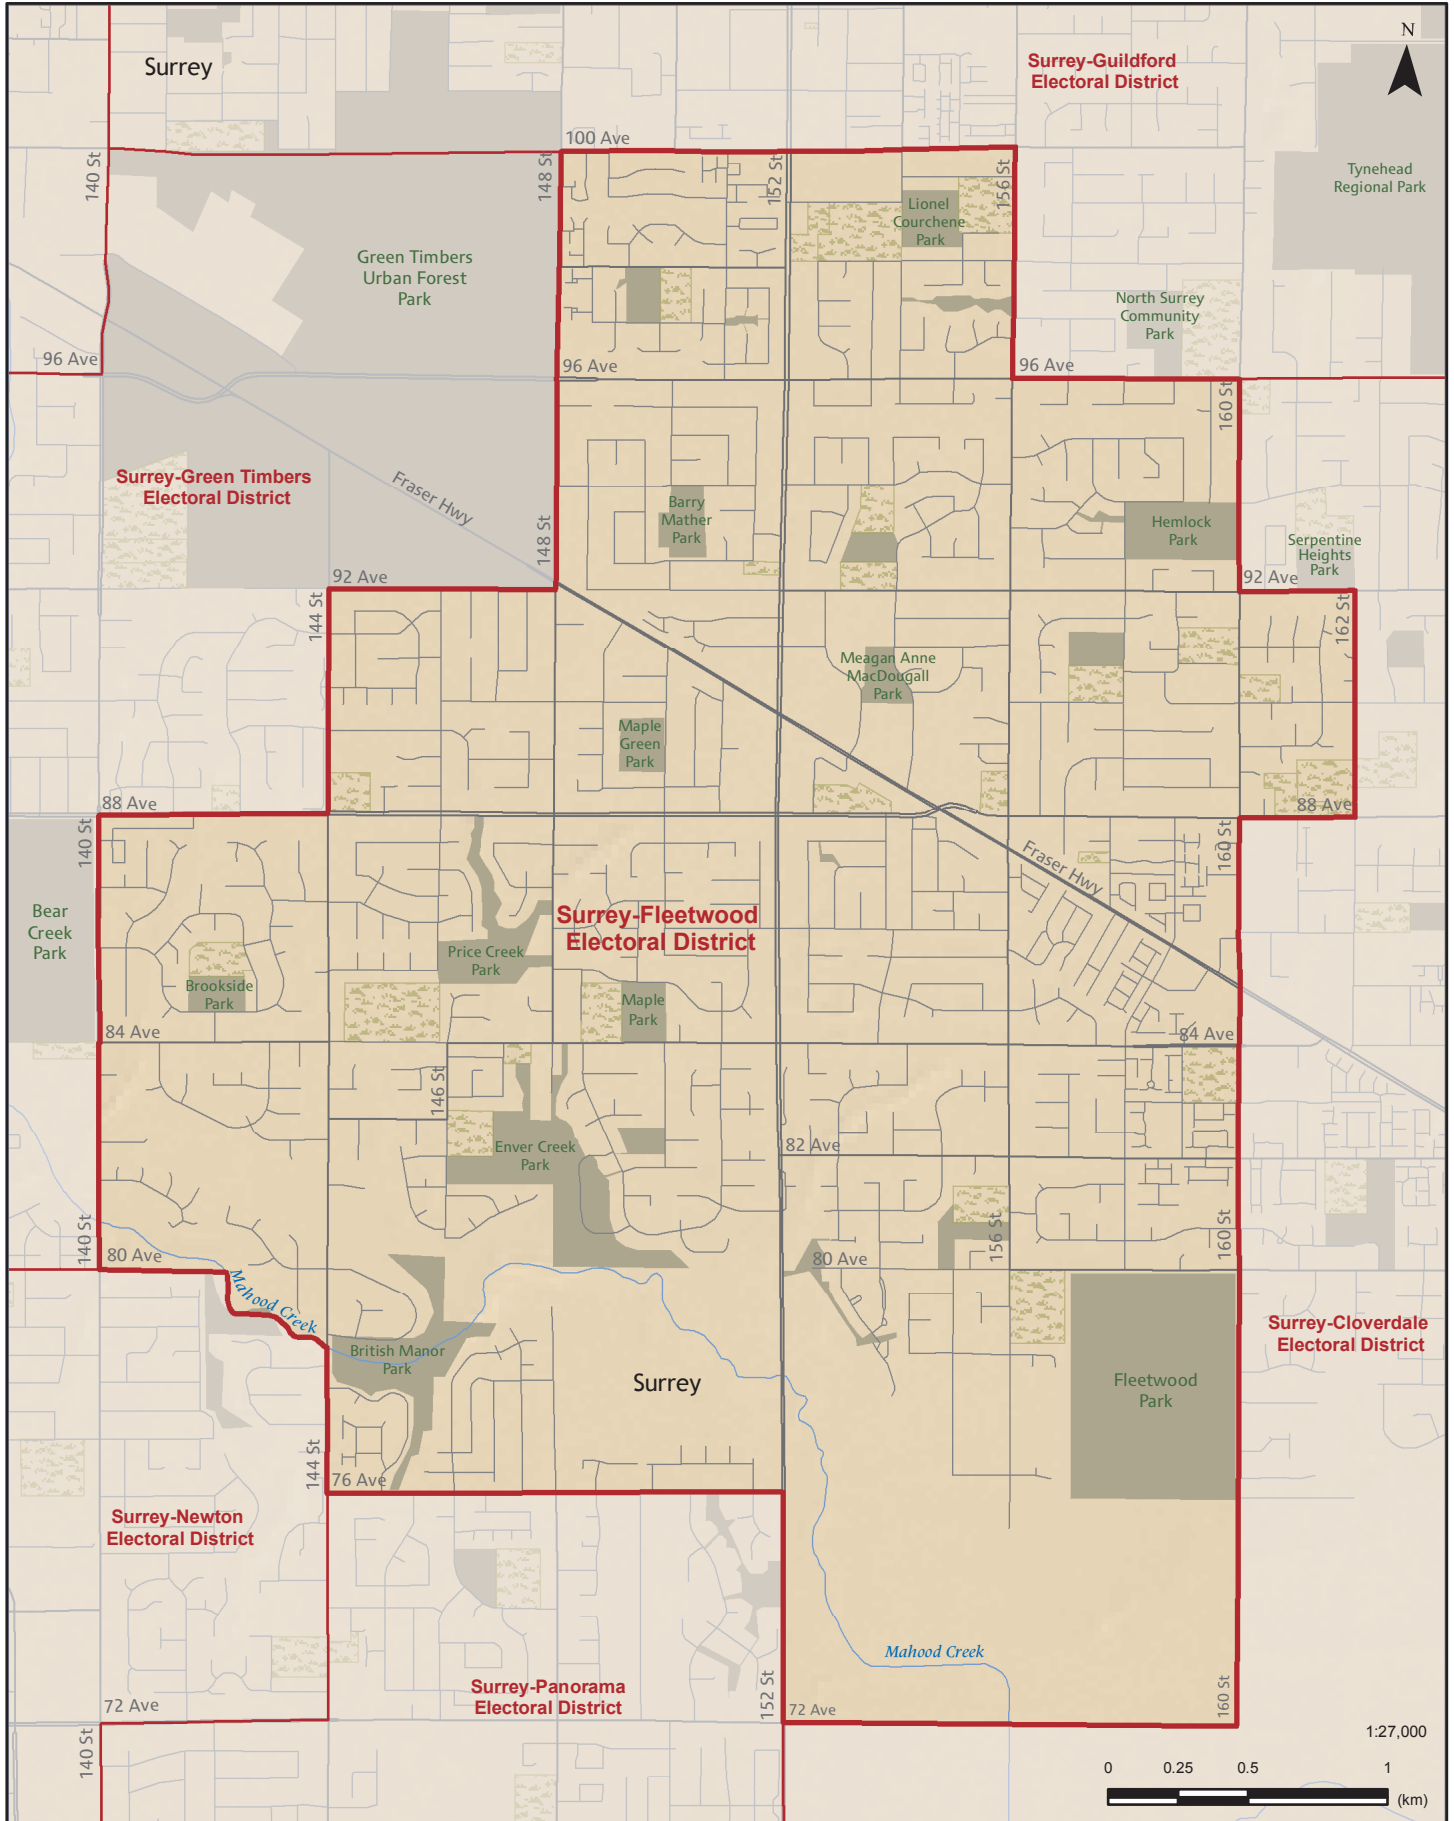 N
Surrey
Surrey-Guildford
Electoral District
100 Ave
140 St
148 St
152 St
156 St
Tynehead
Regional Park
Lionel
Courchene
Park
Green Timbers
Urban Forest
Park
North Surrey
Community
Park
96 Ave
96 Ave
96 Ave
160 St
Surrey-Green Timbers
Electoral District
Fraser Hwy
148 St
Barry
Mather
Park
Hemlock
Park
Serpentine
Heights
Park
92 Ave
92 Ave
144 St
162 St
Meagan Anne
MacDougall
Park
Maple
Green
Park
88 Ave
88 Ave
140 St
160 St
Fraser Hwy
Bear
Creek
Park
Surrey-Fleetwood
Electoral District
Price Creek
Park
Brookside
Park
Maple
Park
84 Ave
84 Ave
146 St
82 Ave
Enver Creek
Park
140 St
156 St
160 St
80 Ave
80 Ave
Mahood Creek
British Manor
Park
Surrey
Surrey-Cloverdale
Electoral District
Fleetwood
Park
144 St
76 Ave
Surrey-Newton
Electoral District
Mahood Creek
Surrey-Panorama
Electoral District
152 St
160 St
72 Ave
72 Ave
140 St
1:27,000
0 0.25 0.5 1
(km)